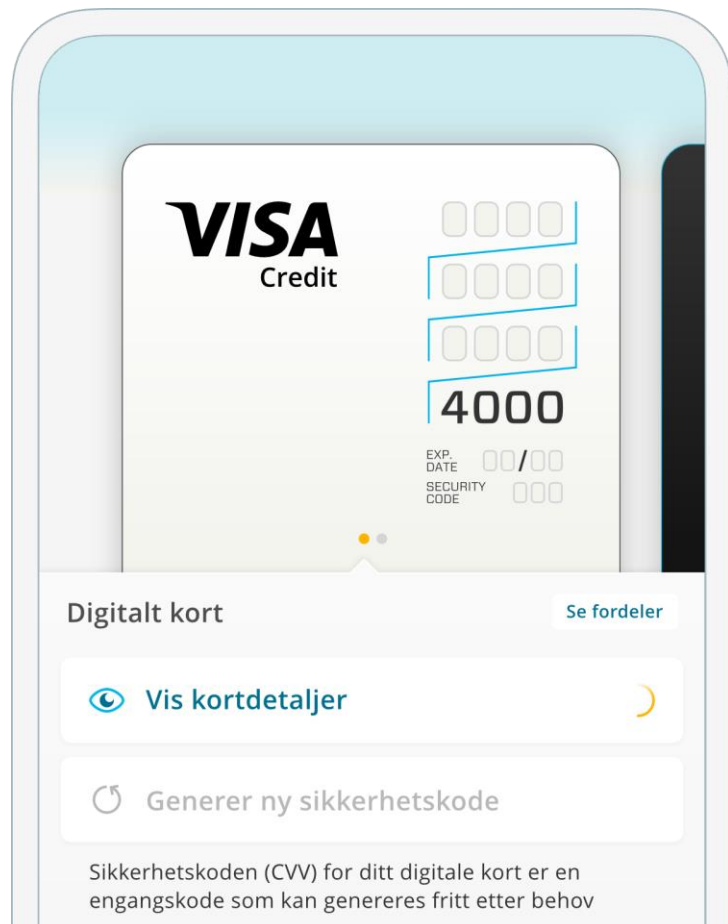 VISA
Credit
4000
EXP.
DATE
/
SECURITY
CODE
Digitalt kort
Se fordeler
Vis kortdetaljer
Generer ny sikkerhetskode
Sikkerhetskoden (CVV) for ditt digitale kort er en
engangskode som kan genereres fritt etter behov